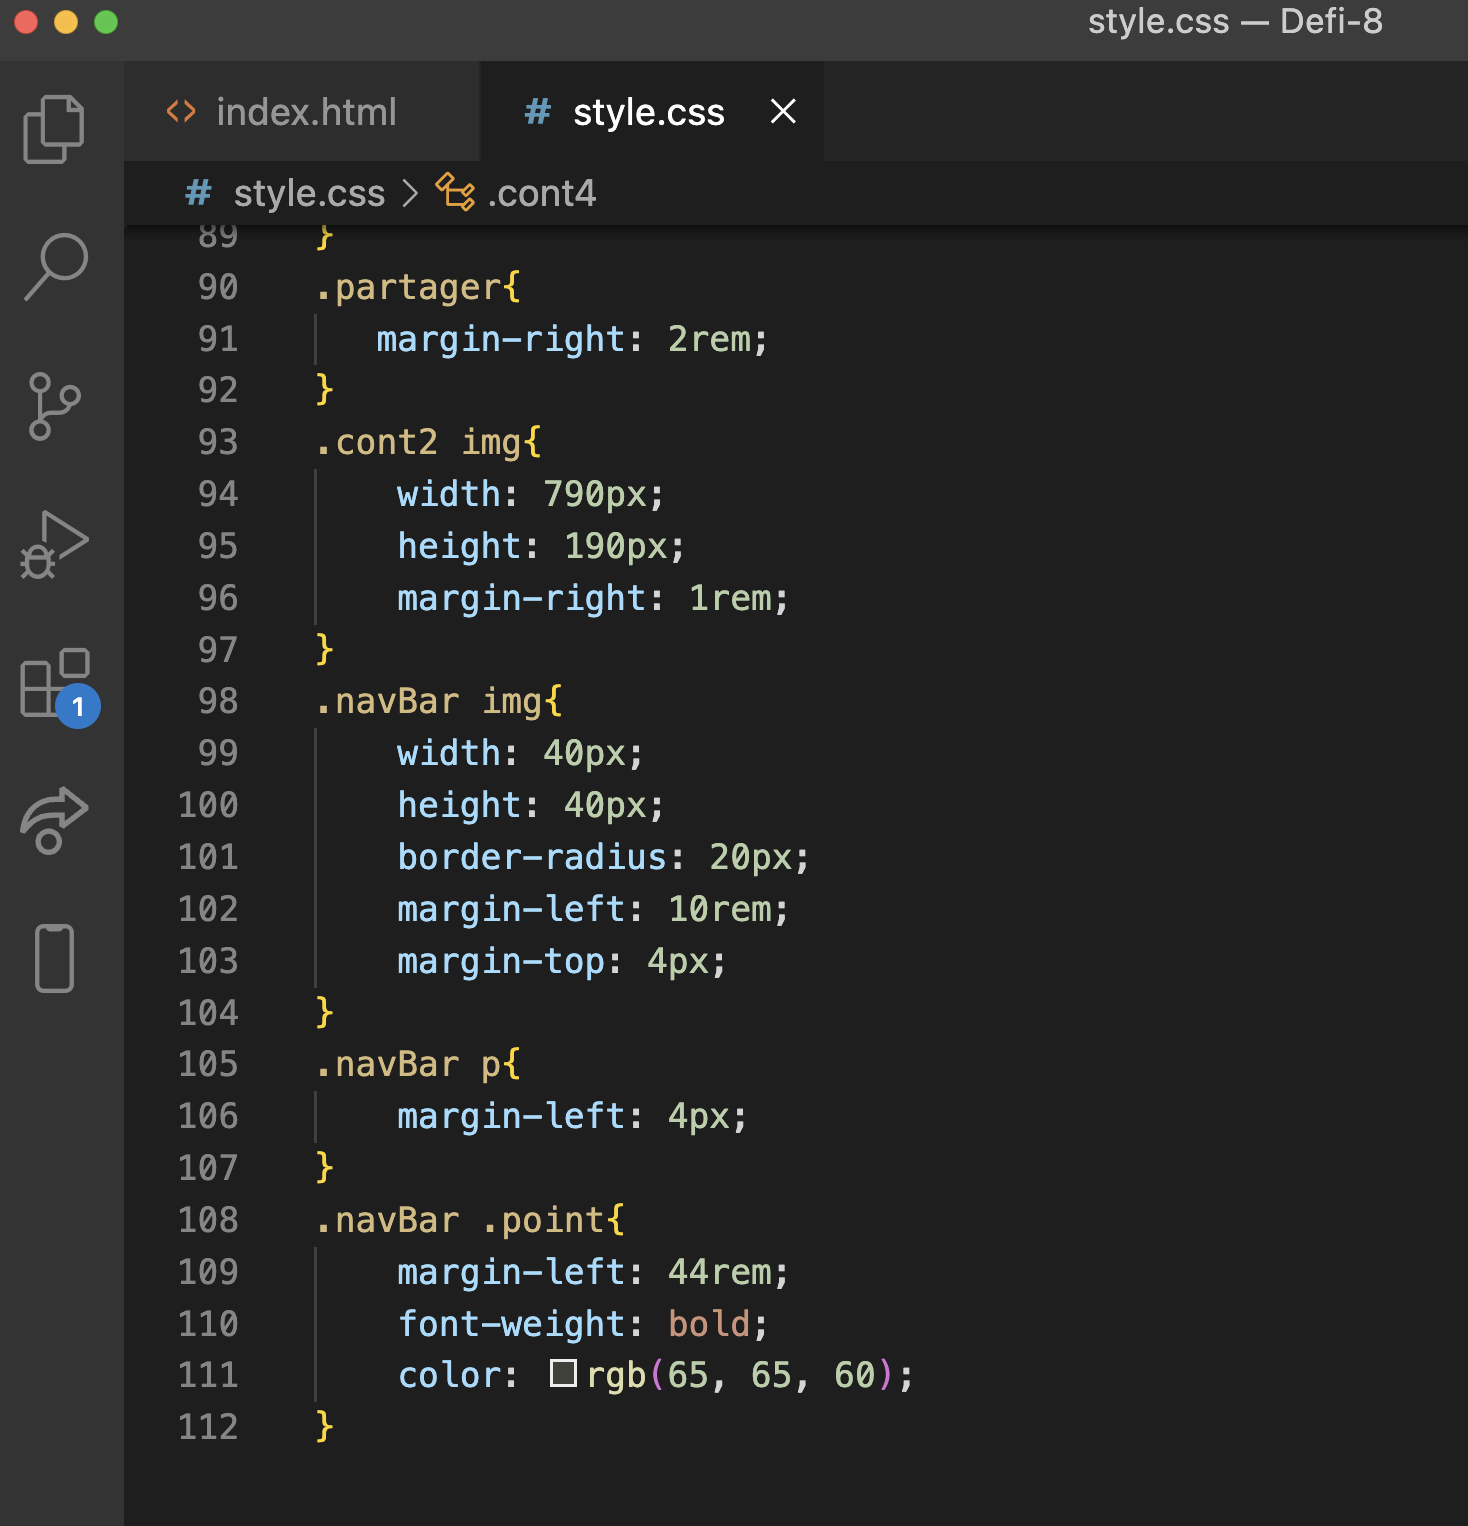 style.css — Defi-8
index.html
# style.css
# style.css > .cont4
89 }
90 .partager{
91 margin-right: 2rem;
92 }
93 .cont2 img{
94 width: 790px;
95 height: 190px;
96 margin-right: 1rem;
97 }
98 .navBar img{
99 width: 40px;
100 height: 40px;
101 border-radius: 20px;
102 margin-left: 10rem;
103 margin-top: 4px;
104 }
105 .navBar p{
106 margin-left: 4px;
107 }
108 .navBar .point{
109 margin-left: 44rem;
110 font-weight: bold;
111 color: rgb(65, 65, 60);
112 }
1